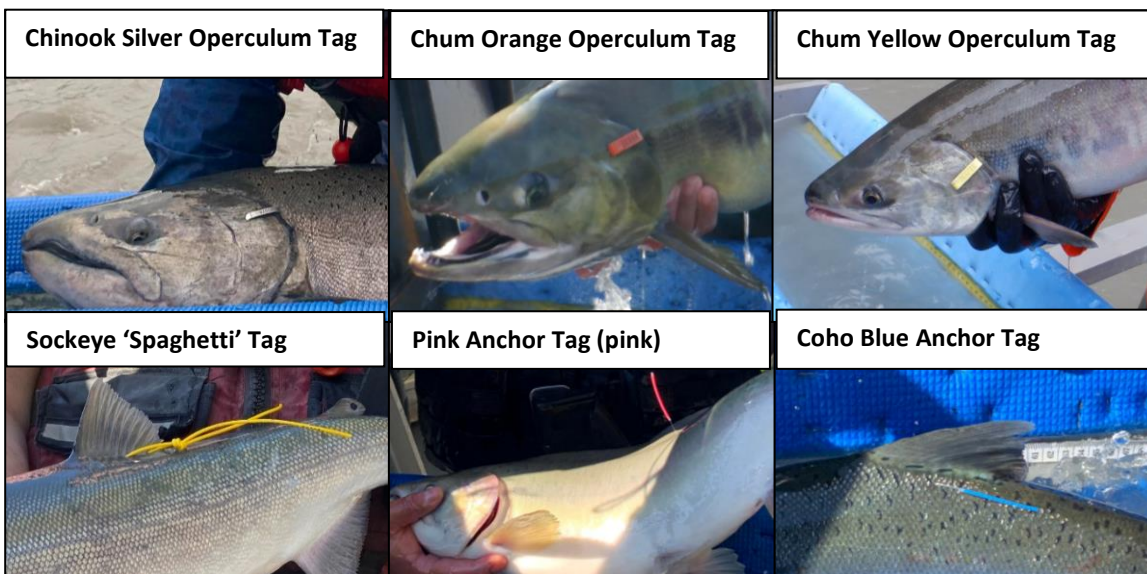 Chinook Silver Operculum Tag
Chum Orange Operculum Tag
Chum Yellow Operculum Tag
Sockeye ‘Spaghetti’ Tag
Pink Anchor Tag (pink)
Coho Blue Anchor Tag